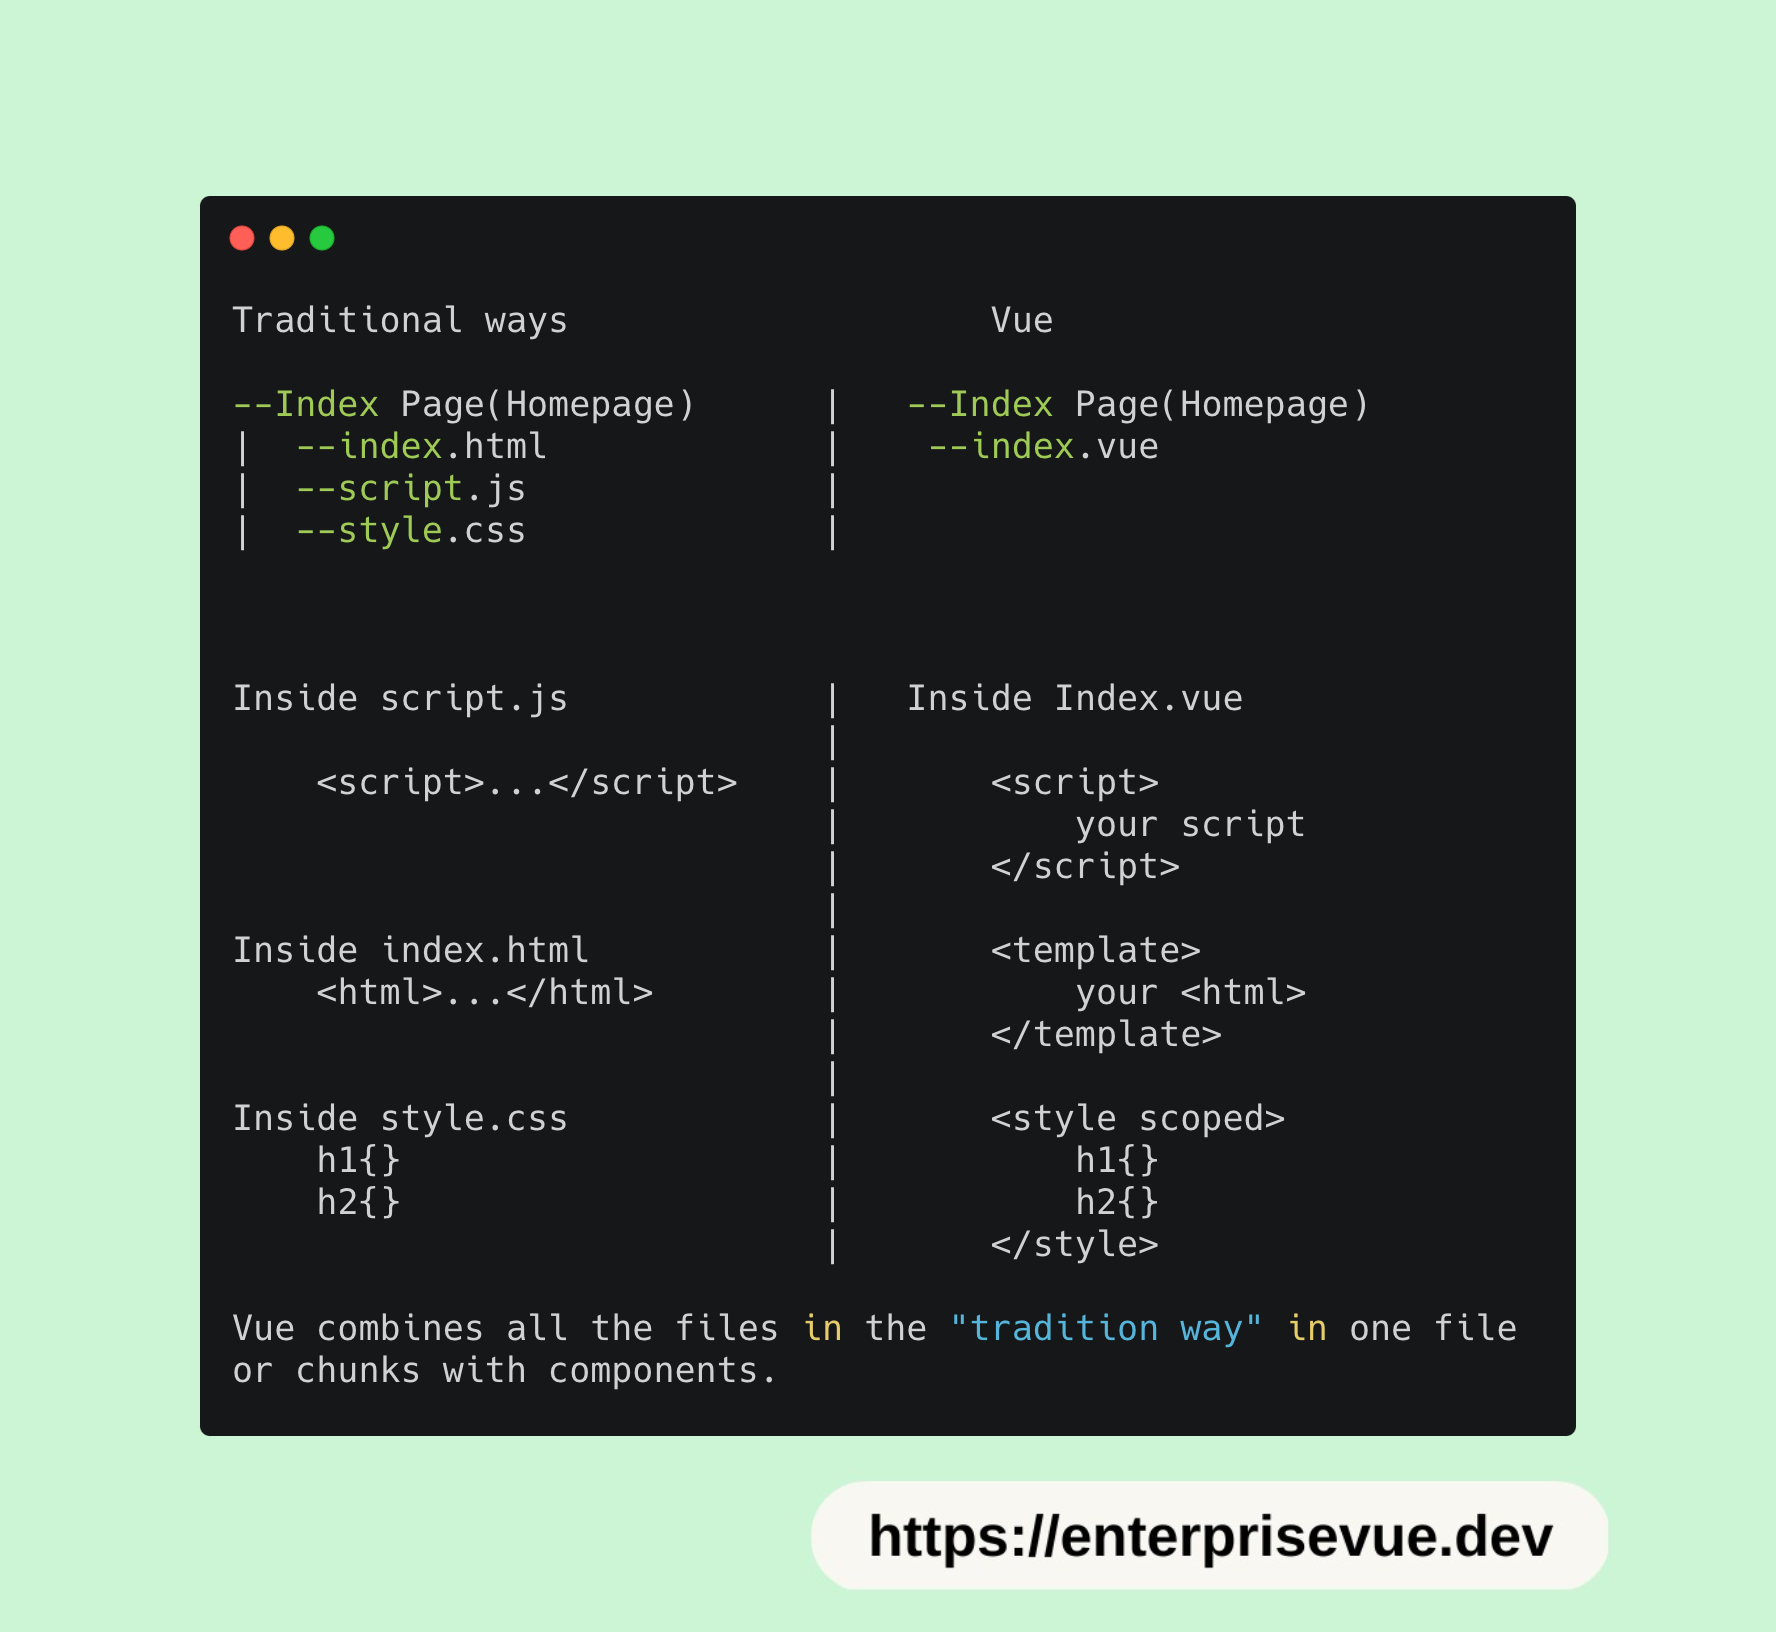 Traditional ways                    Vue
--Index Page(Homepage)      |   --Index Page(Homepage)
|  --index.html             |    --index.vue
|  --script.js              |
|  --style.css              |
Inside script.js            |   Inside Index.vue
                            |
    <script>...</script>    |       <script>
                            |           your script
                            |       </script>
                            |
Inside index.html           |       <template>
    <html>...</html>        |           your <html>
                            |       </template>
                            |
Inside style.css            |       <style scoped>
    h1{}                    |           h1{}
    h2{}                    |           h2{}
                            |       </style>
Vue combines all the files in the "tradition way" in one file
or chunks with components.
https://enterprisevue.dev